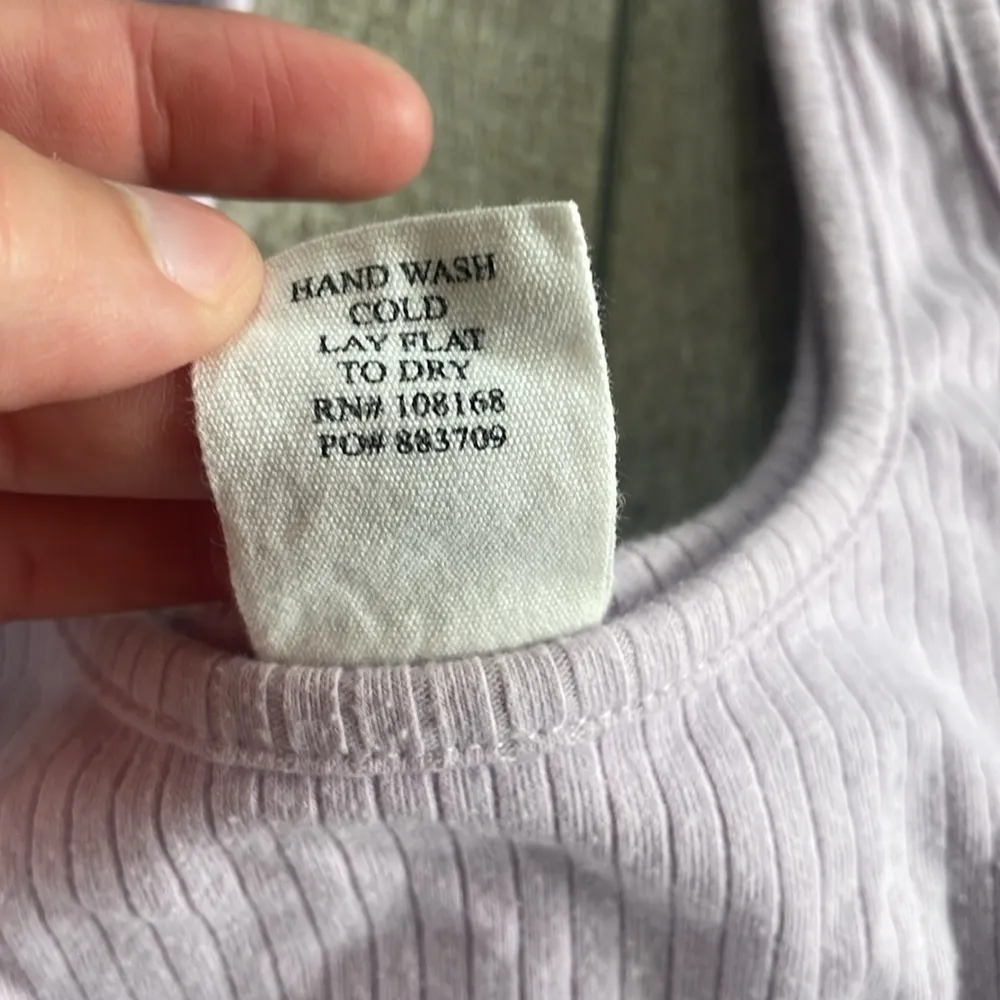 HAND WASH
COLD
LAY FLAT
TO DRY
RN# 108168
PO# 883709